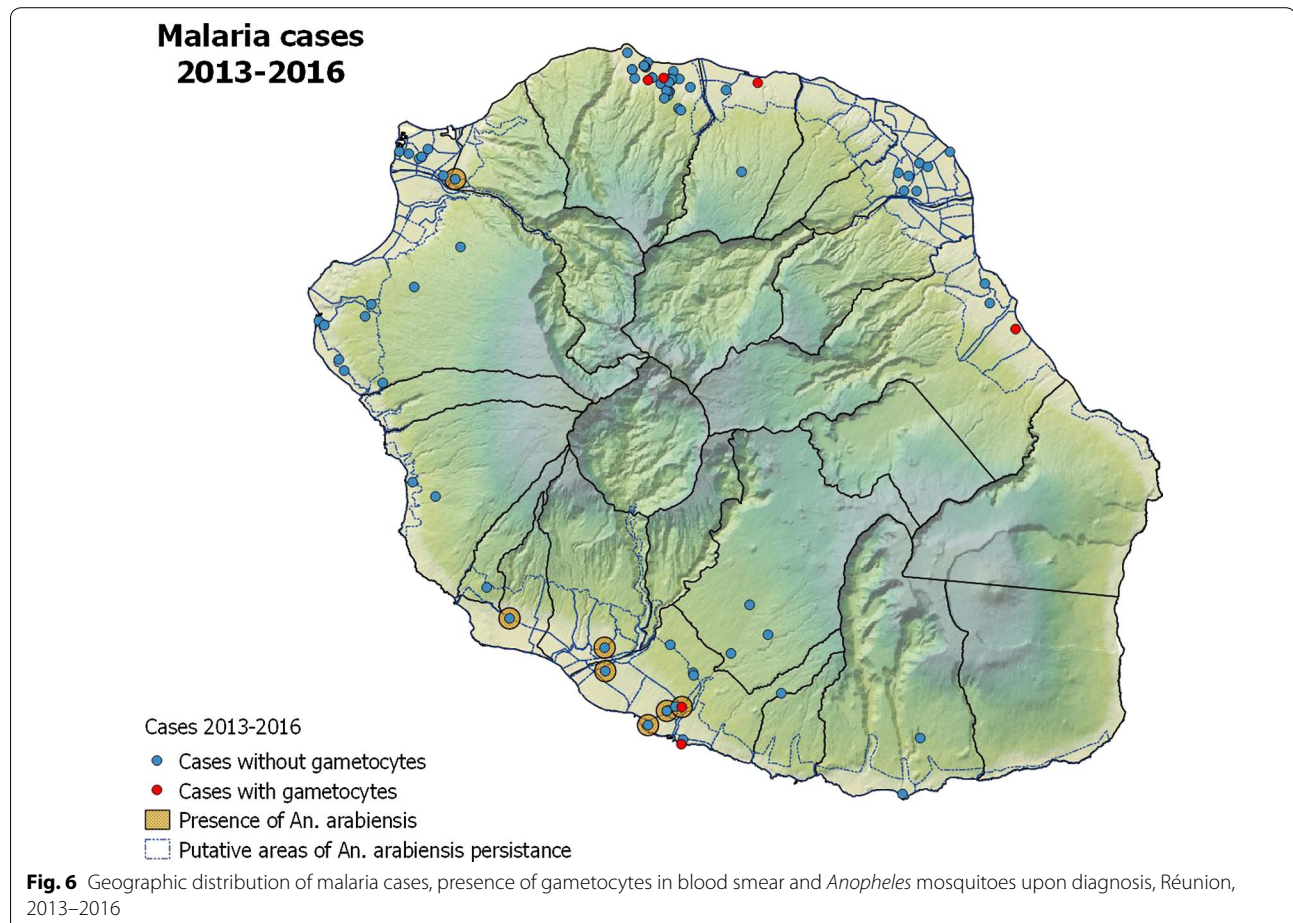 Malaria cases
2013-2016
Cases 2013-2016
Cases without gametocytes
Cases with gametocytes
Presence of An. arabiensis
Putative areas of An. arabiensis persistance
Fig. 6 Geographic distribution of malaria cases, presence of gametocytes in blood smear and Anopheles mosquitoes upon diagnosis, Réunion,
2013–2016